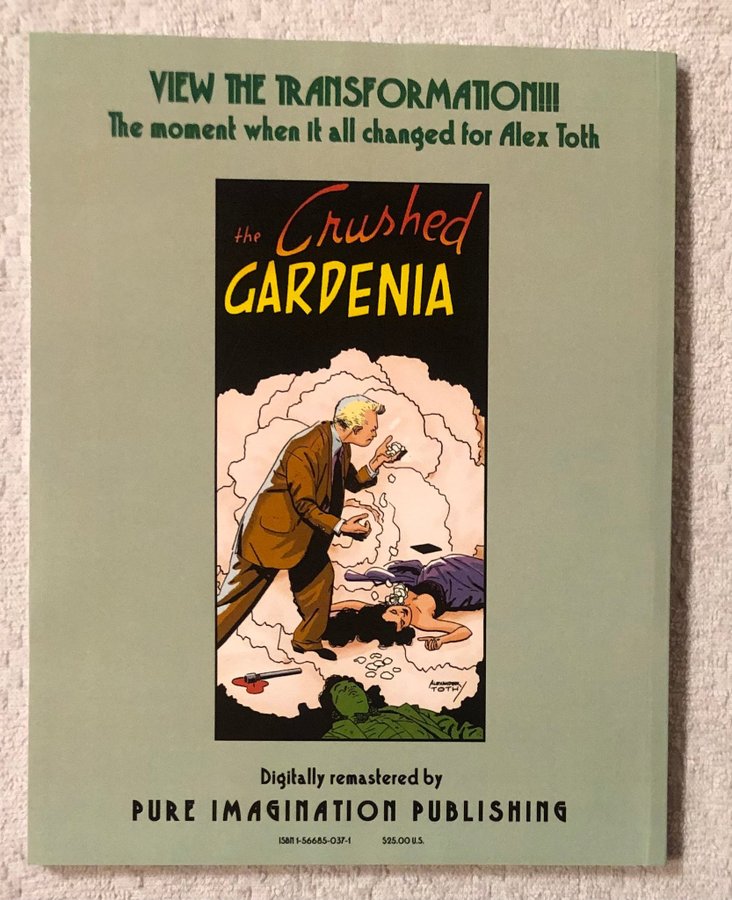 VIEW THE TRANSFORMATION!!!
The moment when it all changed for Alex Toth
the Crushed
GARDENIA
ALEXANDER
TOTH
Digitally remastered by
PURE IMAGINATION PUBLISHING
ISBN 1-56685-037-1 $25.00 U.S.